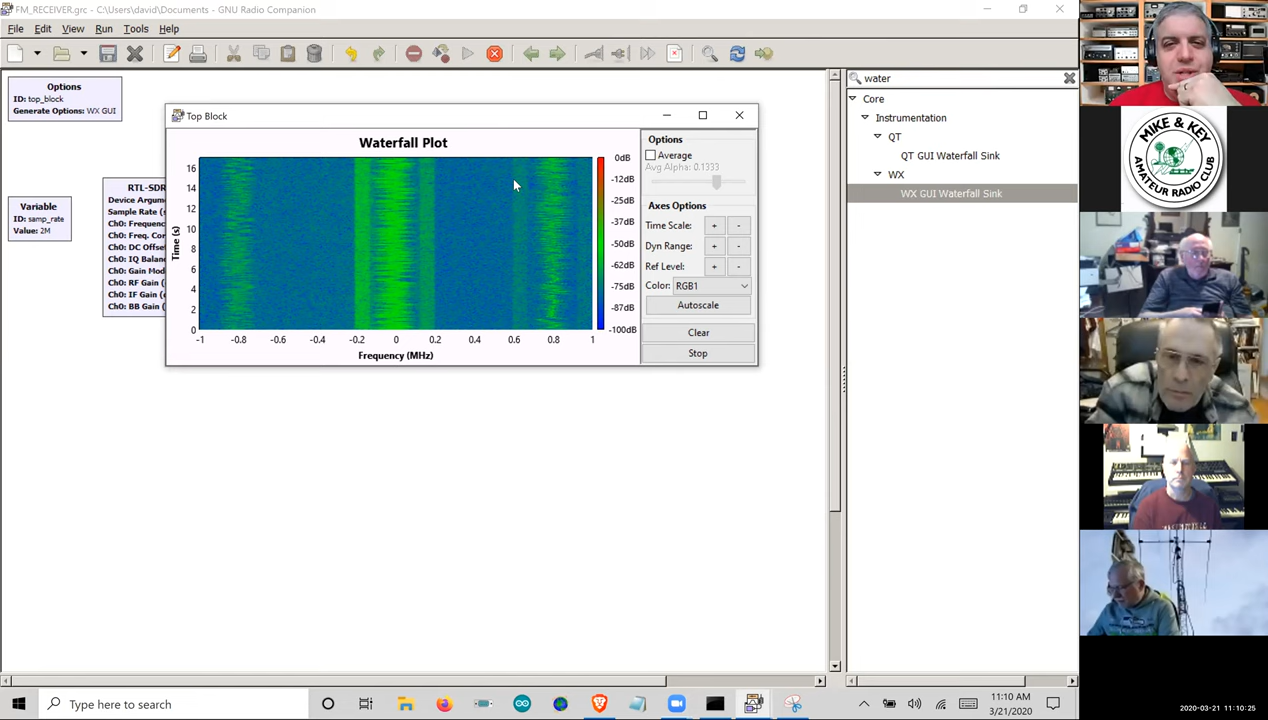 FM_RECEIVER.grc - C:\Users\david\Documents - GNU Radio Companion
File Edit View Run Tools Help
Options
ID: top_block
Generate Options: WX GUI
Variable
ID: samp_rate
Value: 2M
RTL-SDR
Device Argum
Sample Rate (s
Ch0: Frequenc
Ch0: Freq. Cor
Ch0: DC Offset
Ch0: IQ Balanc
Ch0: Gain Mod
Ch0: RF Gain (
Ch0: IF Gain (
Ch0: BB Gain (
Top Block
Waterfall Plot
16
14
12
10
8
6
4
2
0
Time (s)
-1 -0.8 -0.6 -0.4 -0.2 0 0.2 0.4 0.6 0.8 1
Frequency (MHz)
0dB
-12dB
-25dB
-37dB
-50dB
-62dB
-75dB
-87dB
-100dB
Options
Average
Avg Alpha: 0.1333
Axes Options
Time Scale: + -
Dyn Range: + -
Ref Level: + -
Color: RGB1
Autoscale
Clear
Stop
water
Core
Instrumentation
QT
QT GUI Waterfall Sink
WX
WX GUI Waterfall Sink
MIKE & KEY
AMATEUR RADIO CLUB
Type here to search
11:10 AM
3/21/2020
2020-03-21 11:10:25